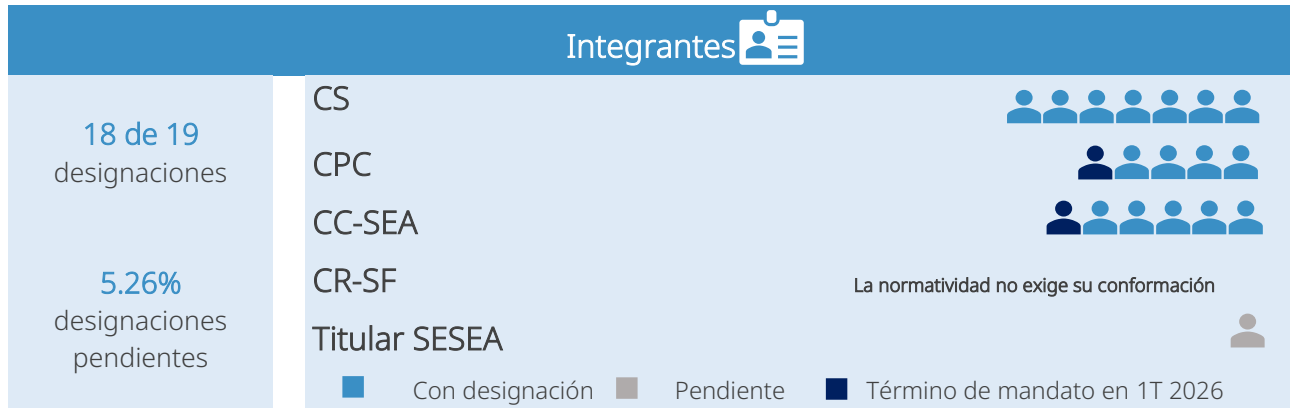 Integrantes
18 de 19
designaciones
5.26%
designaciones
pendientes
CS
CPC
CC-SEA
CR-SF
La normatividad no exige su conformación
Titular SESEA
Con designación
Pendiente
Término de mandato en 1T 2026